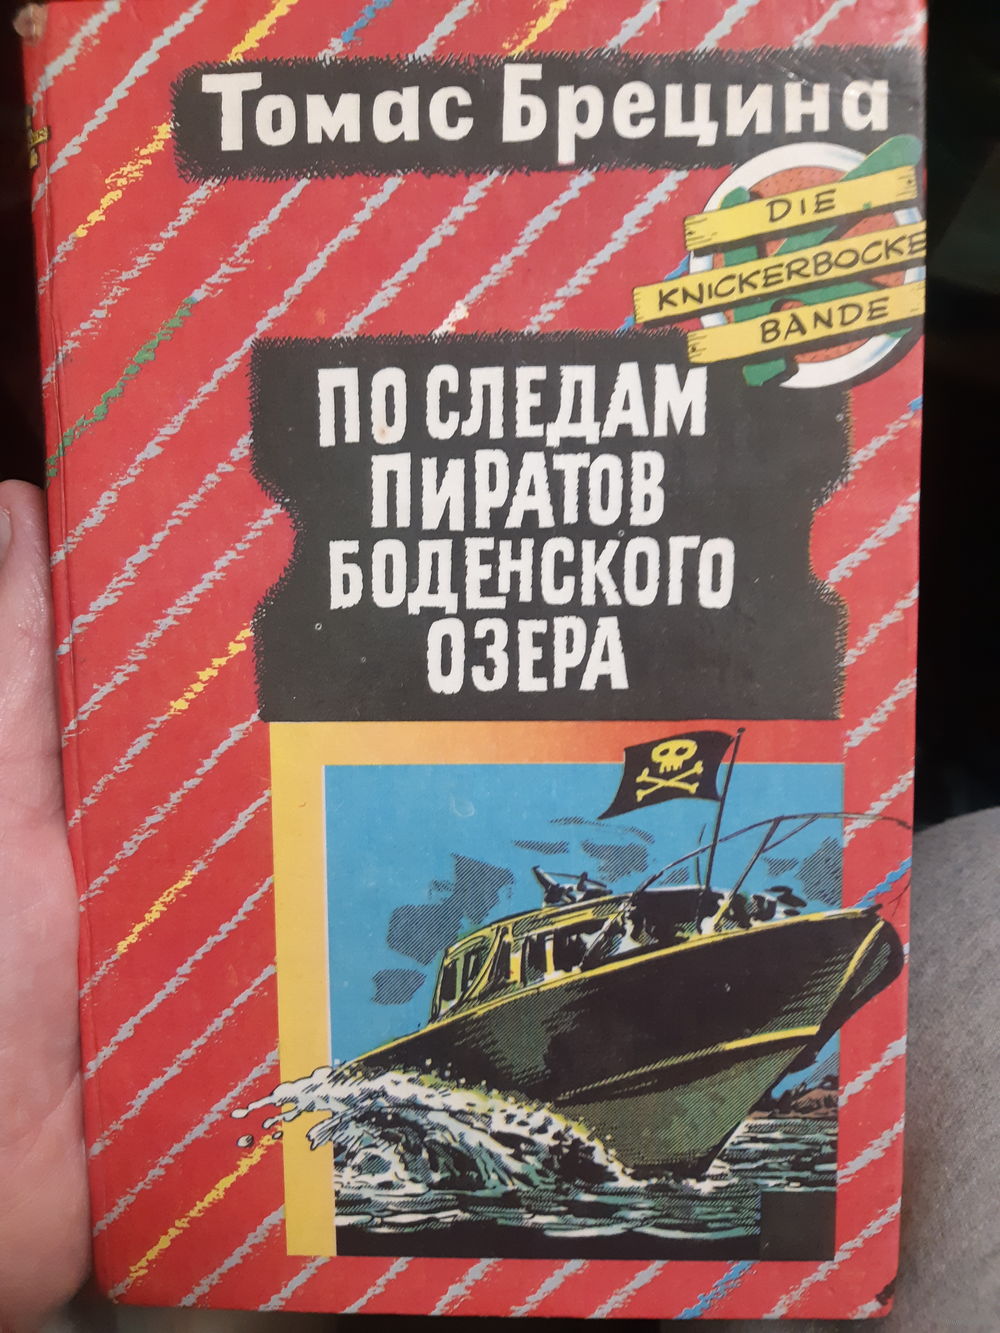 Томас Брецина
DIE
KNICKERBOCKE
BANDE
ПО СЛЕДАМ
ПИРАТОВ
БОДЕНСКОГО
ОЗЕРА